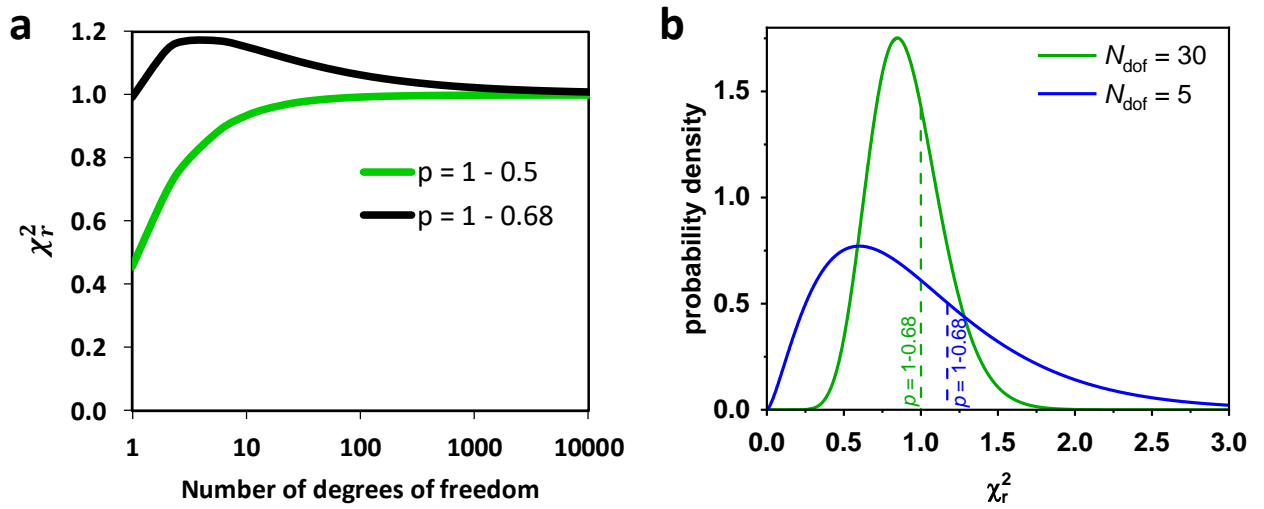 a
1.2
1.0
0.8
0.6
0.4
0.2
0.0
χ²ᵣ
p = 1 - 0.5
p = 1 - 0.68
1 10 100 1000 10000
Number of degrees of freedom
b
1.5
1.0
0.5
0.0
probability density
N_dof = 30
N_dof = 5
p = 1-0.68
p = 1-0.68
0.0 0.5 1.0 1.5 2.0 2.5 3.0
χ²ᵣ